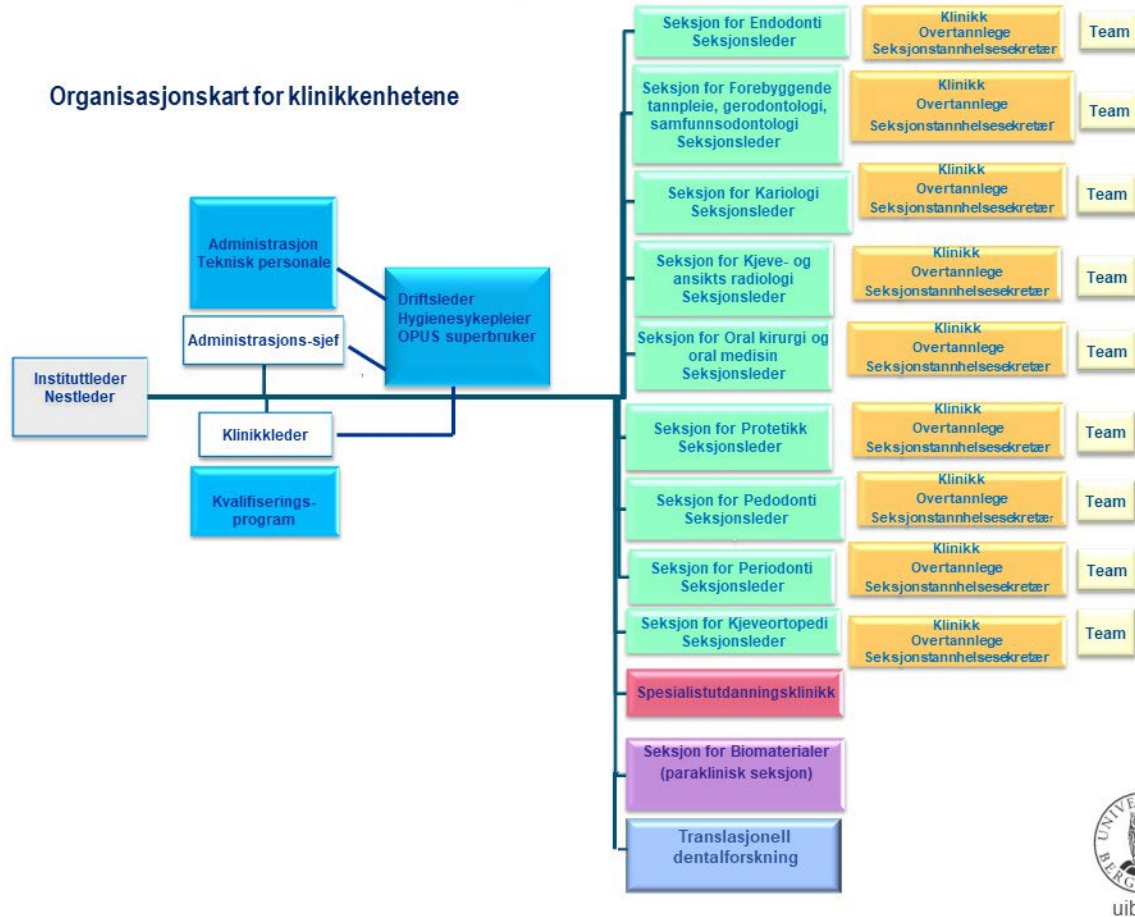 Organisasjonskart for klinikkenhetene
Instituttleder
Nestleder
Administrasjon
Teknisk personale
Administrasjons-sjef
Klinikkleder
Kvalifiserings-
program
Driftsleder
Hygienesykepleier
OPUS superbruker
Seksjon for Endodonti
Seksjonsleder
Klinikk
Overtannlege
Seksjonstannhelsesekretær
Team
Seksjon for Forebyggende
tannpleie, gerodontologi,
samfunnsodontologi
Seksjonsleder
Klinikk
Overtannlege
Seksjonstannhelsesekretær
Team
Seksjon for Kariologi
Seksjonsleder
Klinikk
Overtannlege
Seksjonstannhelsesekretær
Team
Seksjon for Kjeve- og
ansikts radiologi
Seksjonsleder
Klinikk
Overtannlege
Seksjonstannhelsesekretær
Team
Seksjon for Oral kirurgi og
oral medisin
Seksjonsleder
Klinikk
Overtannlege
Seksjonstannhelsesekretær
Team
Seksjon for Protetikk
Seksjonsleder
Klinikk
Overtannlege
Seksjonstannhelsesekretær
Team
Seksjon for Pedodonti
Seksjonsleder
Klinikk
Overtannlege
Seksjonstannhelsesekretær
Team
Seksjon for Periodonti
Seksjonsleder
Klinikk
Overtannlege
Seksjonstannhelsesekretær
Team
Seksjon for Kjeveortopedi
Seksjonsleder
Klinikk
Overtannlege
Seksjonstannhelsesekretær
Team
Spesialistutdanningsklinikk
Seksjon for Biomaterialer
(paraklinisk seksjon)
Translasjonell
dentalforskning